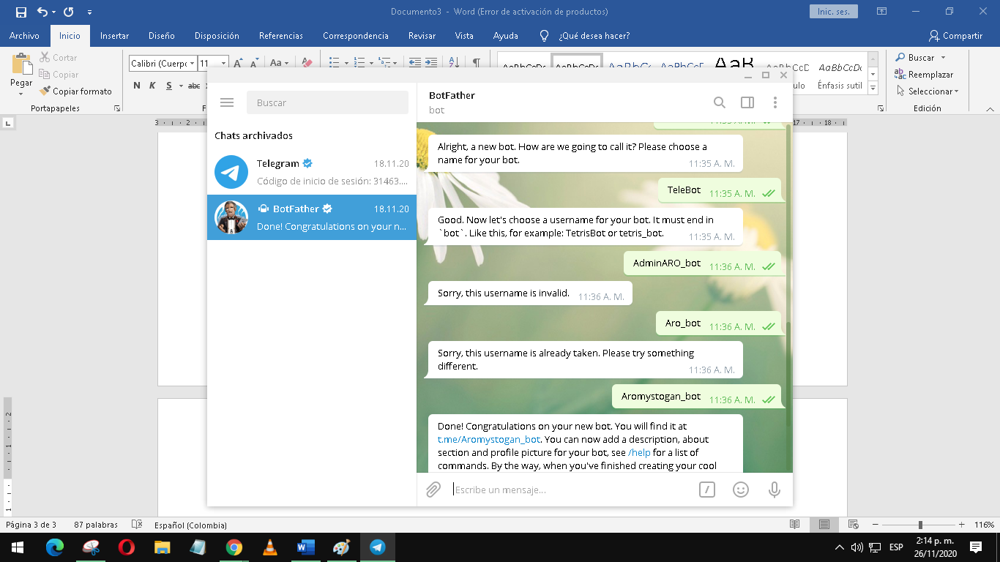 Documento3 - Word (Error de activación de productos)
Inic. ses.
Archivo Inicio Insertar Diseño Disposición Referencias Correspondencia Revisar Vista Ayuda ¿Qué desea hacer? Compartir
Pegar
Cortar
Copiar
Copiar formato
Portapapeles
Calibri (Cuerpo 11
A A Aa
N K S abc
AaB
AaBbCcD
Énfasis sutil
Buscar
Reemplazar
Seleccionar
Edición
3 2
17 18
Buscar
Chats archivados
Telegram 18.11.20
Código de inicio de sesión: 31463....
BotFather 18.11.20
Done! Congratulations on your n...
BotFather
bot
Alright, a new bot. How are we going to call it? Please choose a
name for your bot. 11:35 A. M.
TeleBot 11:35 A. M.
Good. Now let's choose a username for your bot. It must end in
`bot`. Like this, for example: TetrisBot or tetris_bot. 11:35 A. M.
AdminARO_bot 11:36 A. M.
Sorry, this username is invalid. 11:36 A. M.
Aro_bot 11:36 A. M.
Sorry, this username is already taken. Please try something
different. 11:36 A. M.
Aromystogan_bot 11:36 A. M.
Done! Congratulations on your new bot. You will find it at
t.me/Aromystogan_bot. You can now add a description, about
section and profile picture for your bot, see /help for a list of
commands. By the way, when you've finished creating your cool
Escribe un mensaje...
Página 3 de 3 87 palabras Español (Colombia) 116%
ESP
2:14 p. m.
26/11/2020